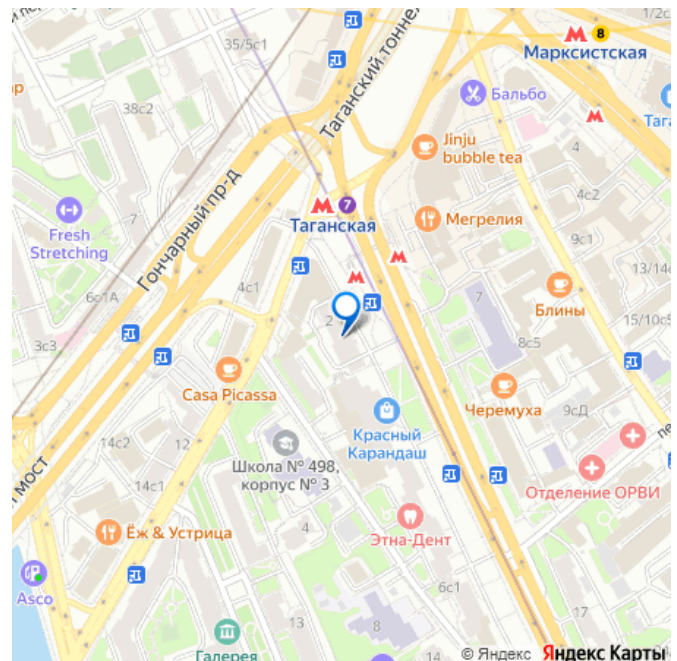 35/5с1
8
Марксистская
1/2с
38с2
Таганский тоннель
Бальбо
Jinju
bubble tea
7
4
Гончарный пр-д
7
Таганская
Мегрелия
4с2
9с1
Fresh
Stretching
6с1А
4с1
13/14
Блины
3с3
2
7
15/10с
8с5
Casa Picassa
Черемуха
9сД
Красный
Карандаш
14с2
12
Школа № 498,
корпус № 3
14с1
мост
Отделение ОРВИ
Ёж & Устрица
4
Этна-Дент
Asco
6с1
13
8
Галерея
© Яндекс Яндекс Карты